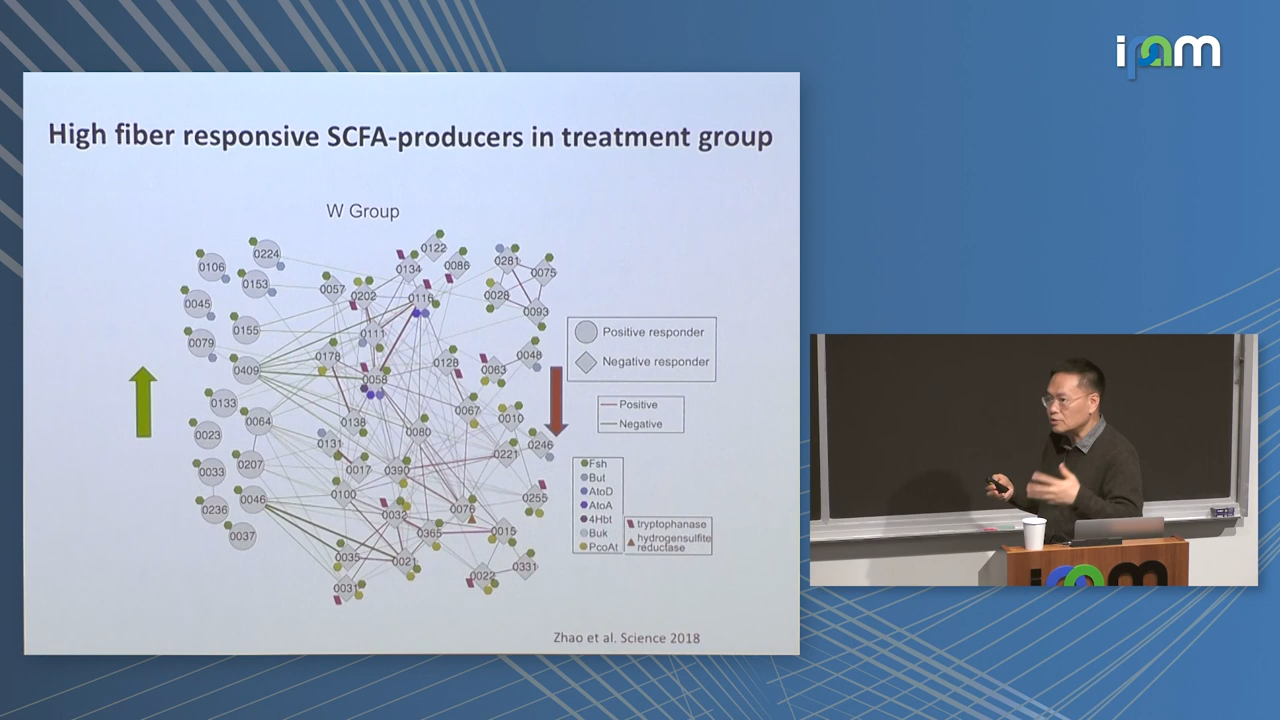 ipam
High fiber responsive SCFA-producers in treatment group
W Group
0122
0224
0106
0134
0086
0281
0075
0153
0057
0202
0116
0028
0045
0093
0155
0111
0079
0178
0128
0048
0409
0058
0063
0133
0064
0138
0067
0010
0023
0131
0080
0246
0207
0017
0390
0221
0033
0046
0100
0255
0236
0032
0076
0037
0365
0015
0035
0021
0331
0031
0022
Positive responder
Negative responder
Positive
Negative
Fsh
But
AtoD
AtoA
4Hbt
Buk
PcoAt
tryptophanase
hydrogensulfite
reductase
Zhao et al. Science 2018
ipam